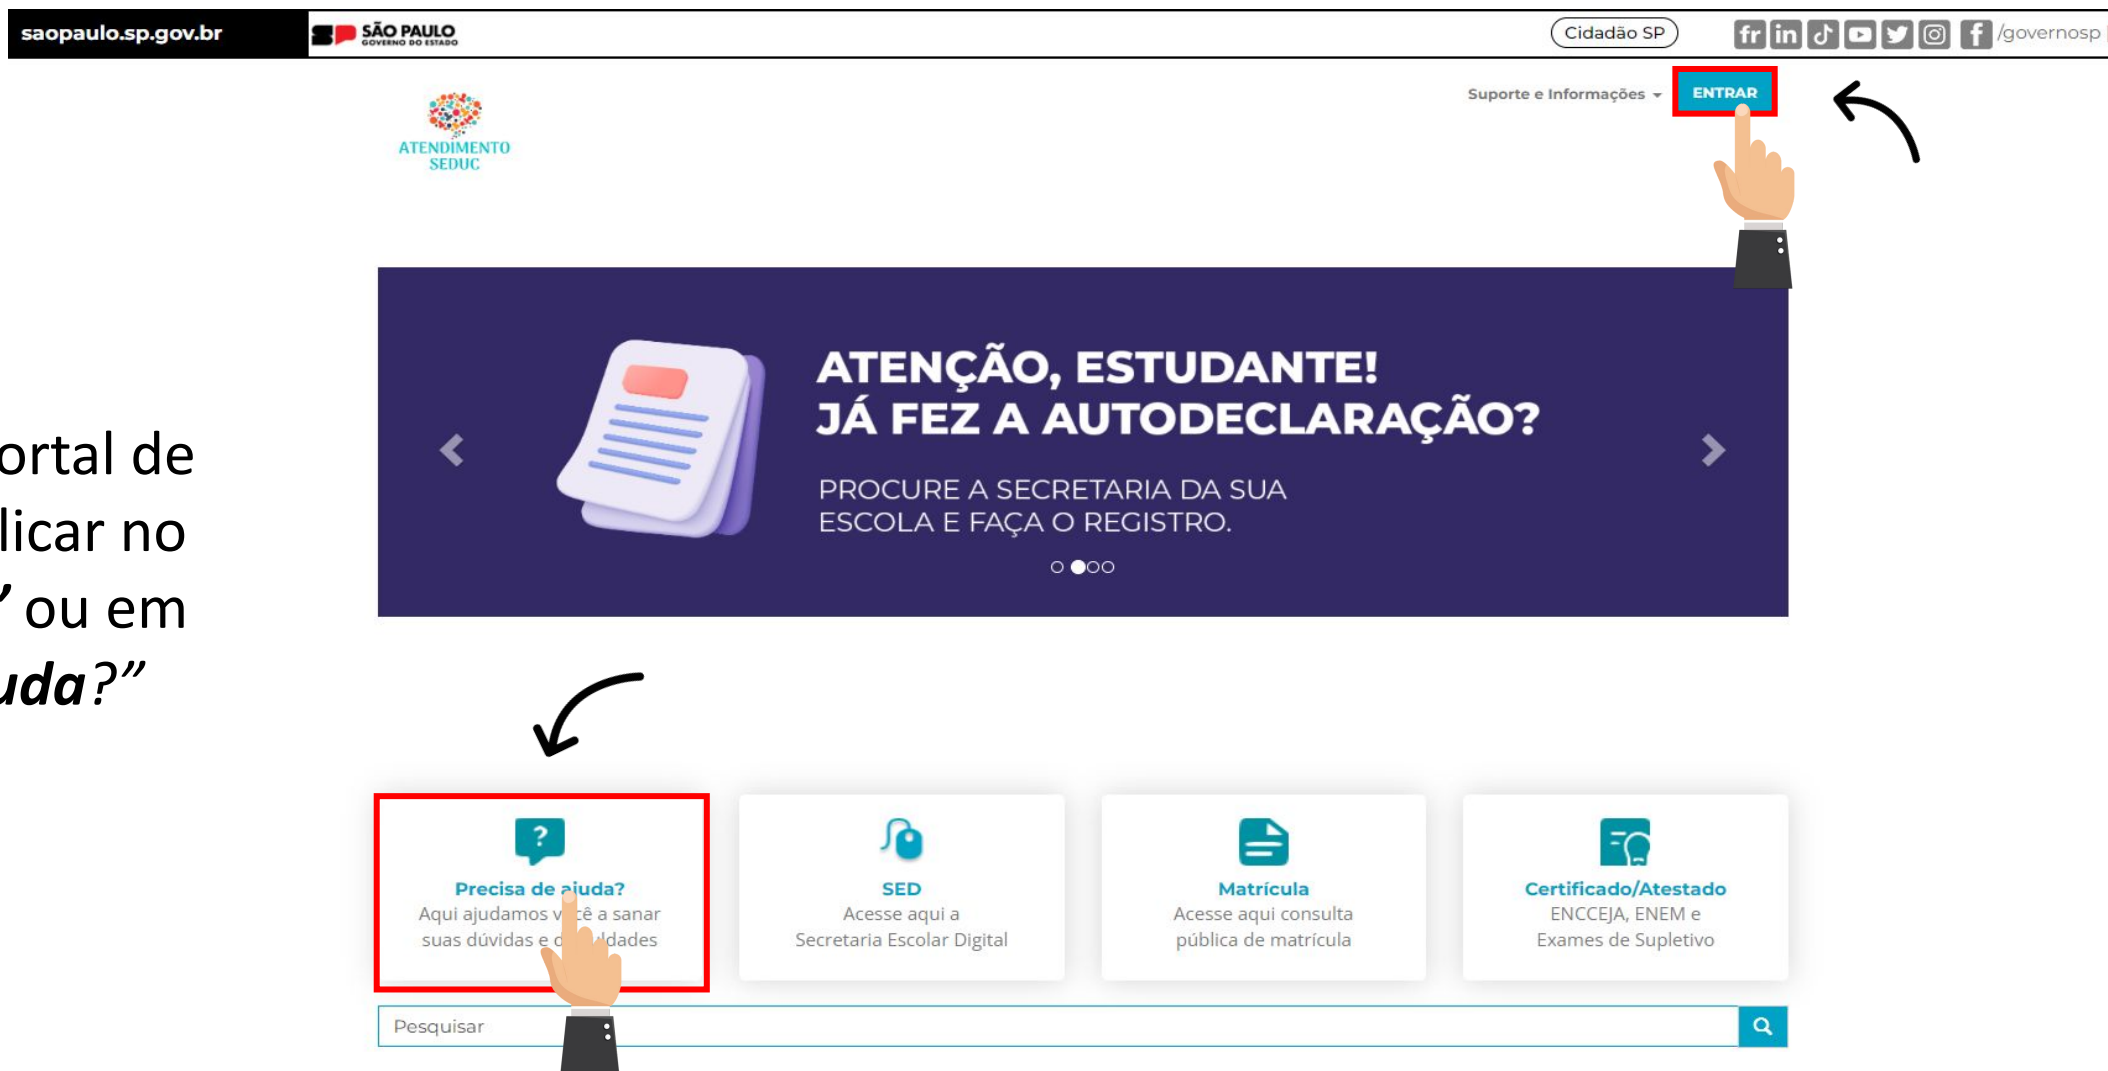 saopaulo.sp.gov.br
SÃO PAULO
GOVERNO DO ESTADO
Cidadão SP
/governosp
Suporte e Informações
ENTRAR
ATENDIMENTO
SEDUC
ATENÇÃO, ESTUDANTE!
JÁ FEZ A AUTODECLARAÇÃO?
PROCURE A SECRETARIA DA SUA
ESCOLA E FAÇA O REGISTRO.
ortal de
licar no
” ou em
uda?”
Precisa de ajuda?
Aqui ajudamos você a sanar
suas dúvidas e dificuldades
SED
Acesse aqui a
Secretaria Escolar Digital
Matrícula
Acesse aqui consulta
pública de matrícula
Certificado/Atestado
ENCCEJA, ENEM e
Exames de Supletivo
Pesquisar